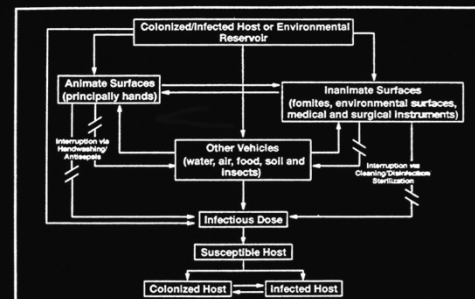 Colonized/Infected Host or Environmental
Reservoir
Animate Surfaces
(principally hands)
Inanimate Surfaces
(fomites, environmental surfaces,
medical and surgical instruments)
Interruption via
Handwashing/
Antisepsis
Other Vehicles
(water, air, food, soil and
insects)
Interruption via
Cleaning/Disinfection
Sterilization
Infectious Dose
Susceptible Host
Colonized Host
Infected Host